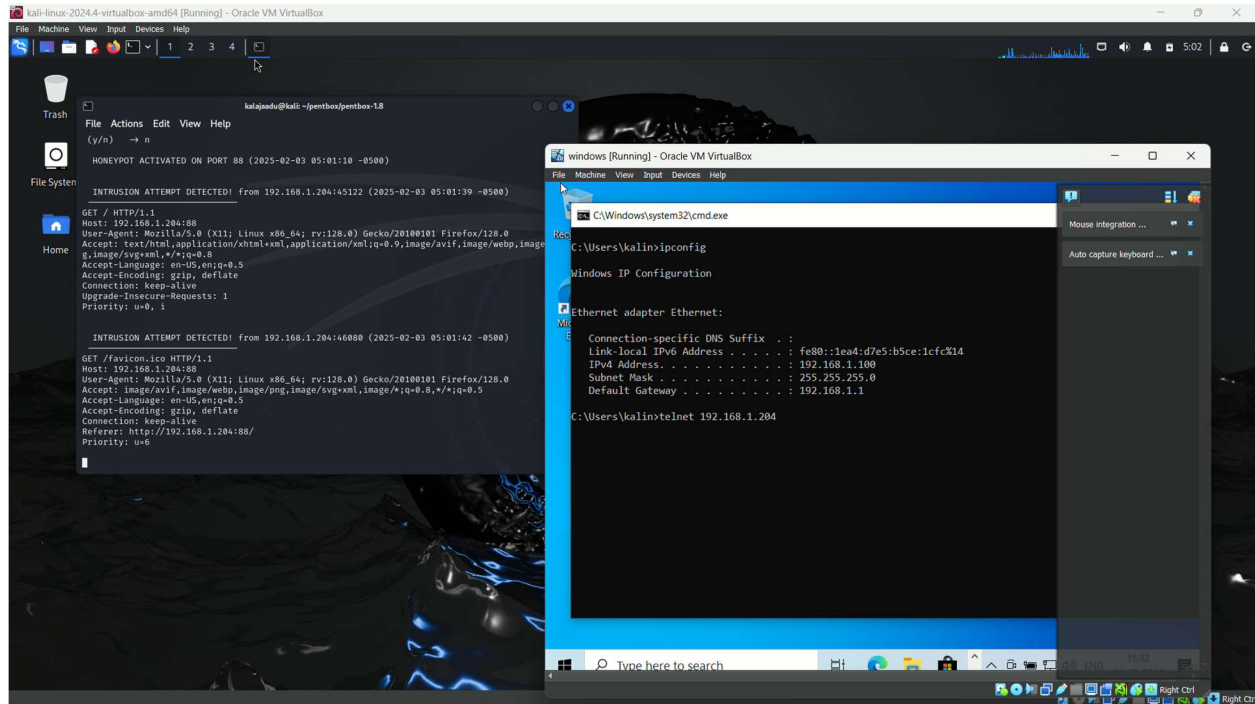 kali-linux-2024.4-virtualbox-amd64 [Running] - Oracle VM VirtualBox
File Machine View Input Devices Help
1 2 3 4
5:02
Trash
File System
Home
kalajaadu@kali: ~/pentbox/pentbox-1.8
File Actions Edit View Help
(y/n) → n
HONEYPOT ACTIVATED ON PORT 88 (2025-02-03 05:01:10 -0500)
INTRUSION ATTEMPT DETECTED! from 192.168.1.204:45122 (2025-02-03 05:01:39 -0500)
GET / HTTP/1.1
Host: 192.168.1.204:88
User-Agent: Mozilla/5.0 (X11; Linux x86_64; rv:128.0) Gecko/20100101 Firefox/128.0
Accept: text/html,application/xhtml+xml,application/xml;q=0.9,image/avif,image/webp,image
g,image/svg+xml,*/*;q=0.8
Accept-Language: en-US,en;q=0.5
Accept-Encoding: gzip, deflate
Connection: keep-alive
Upgrade-Insecure-Requests: 1
Priority: u=0, i
INTRUSION ATTEMPT DETECTED! from 192.168.1.204:46080 (2025-02-03 05:01:42 -0500)
GET /favicon.ico HTTP/1.1
Host: 192.168.1.204:88
User-Agent: Mozilla/5.0 (X11; Linux x86_64; rv:128.0) Gecko/20100101 Firefox/128.0
Accept: image/avif,image/webp,image/png,image/svg+xml,image/*;q=0.8,*/*;q=0.5
Accept-Language: en-US,en;q=0.5
Accept-Encoding: gzip, deflate
Connection: keep-alive
Referer: http://192.168.1.204:88/
Priority: u=6
windows [Running] - Oracle VM VirtualBox
File Machine View Input Devices Help
C:\Windows\system32\cmd.exe
C:\Users\kalin>ipconfig
Windows IP Configuration
Ethernet adapter Ethernet:
Connection-specific DNS Suffix . :
Link-local IPv6 Address . . . . . : fe80::1ea4:d7e5:b5ce:1cfc%14
IPv4 Address. . . . . . . . . . . : 192.168.1.100
Subnet Mask . . . . . . . . . . . : 255.255.255.0
Default Gateway . . . . . . . . . : 192.168.1.1
C:\Users\kalin>telnet 192.168.1.204
Mouse integration ...
Auto capture keyboard ...
Type here to search
ENG
15:32
Right Ctrl
Right Ctr